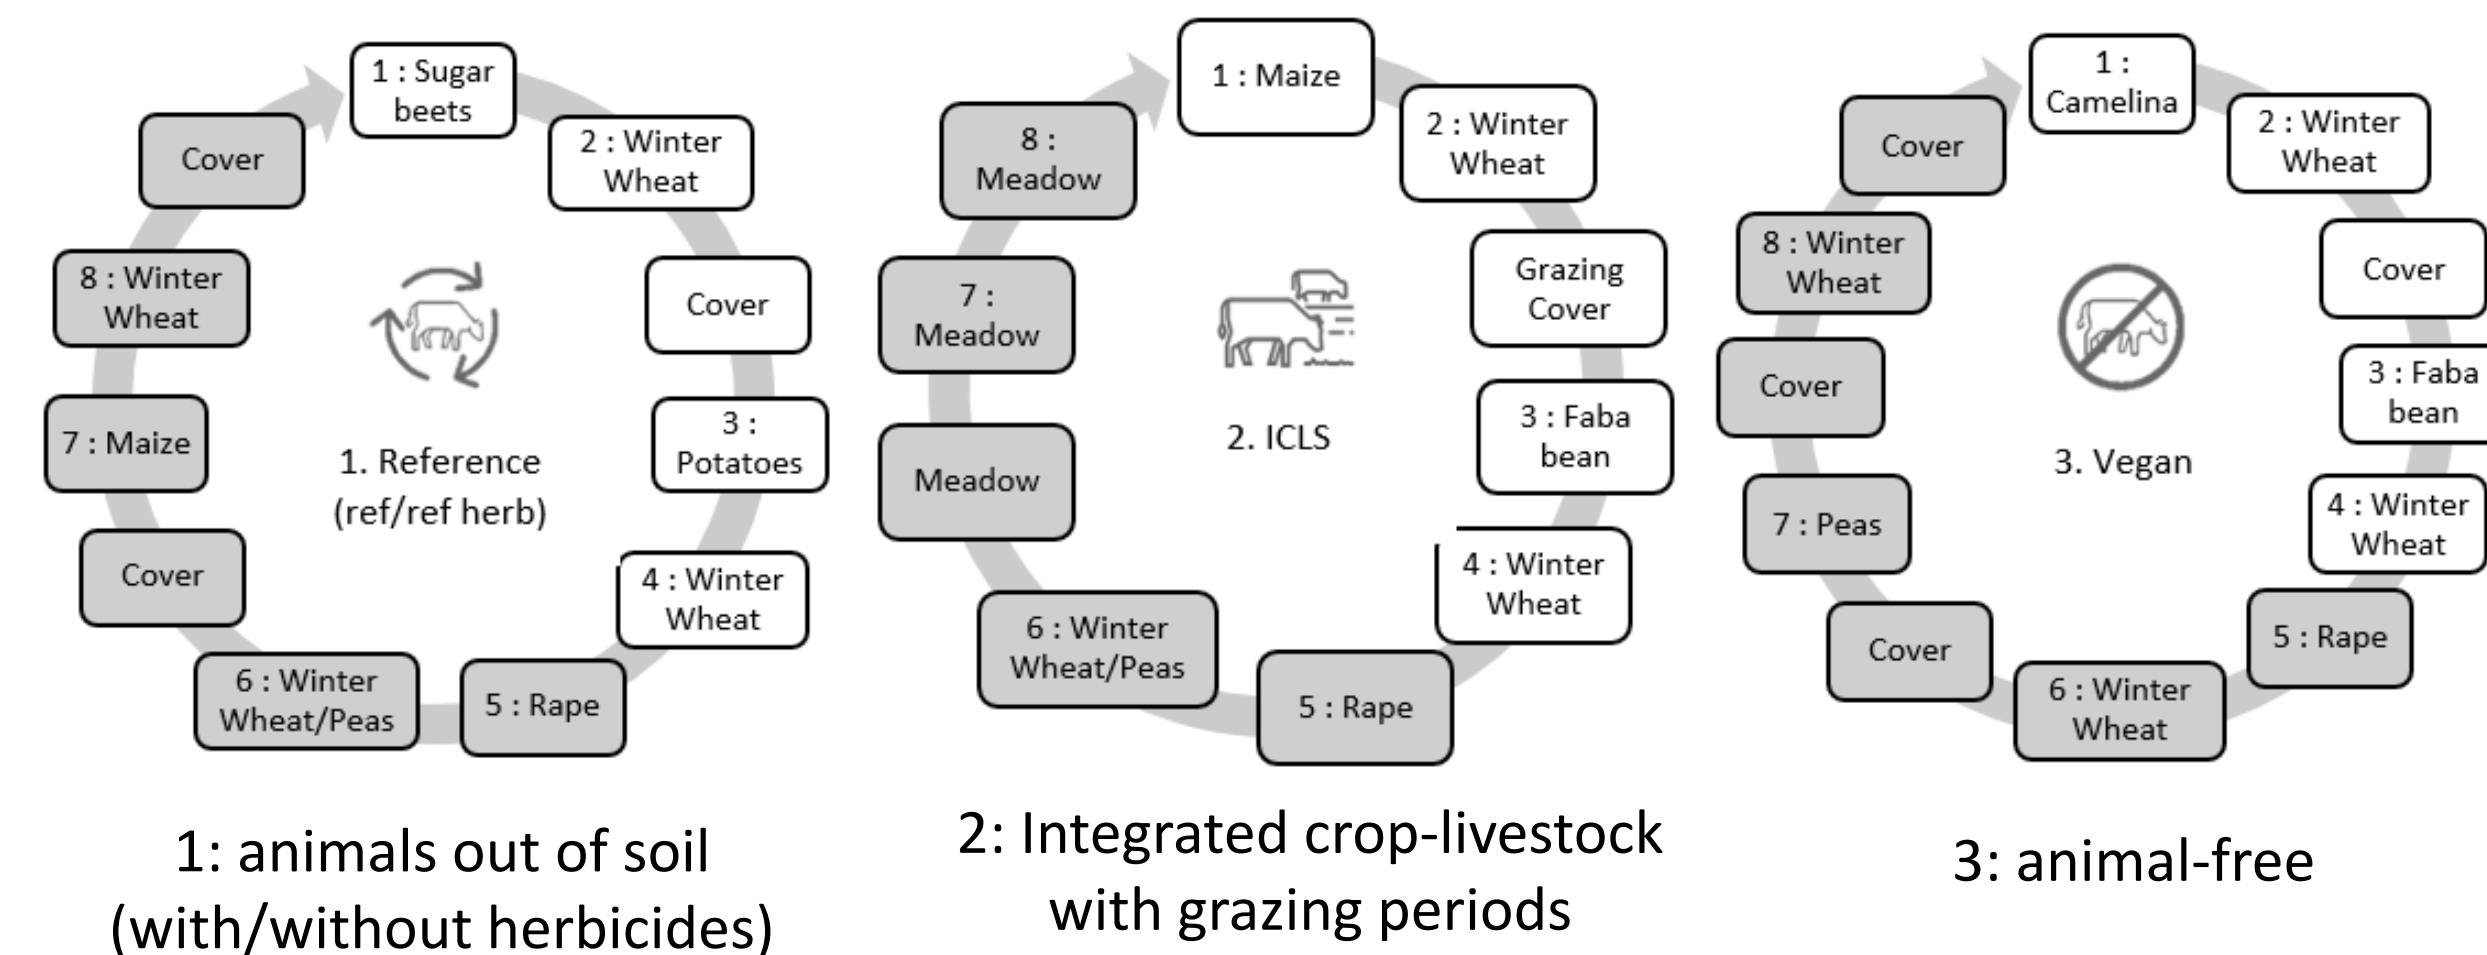 1 : Sugar
beets
2 : Winter
Wheat
Cover
3 :
Potatoes
4 : Winter
Wheat
5 : Rape
6 : Winter
Wheat/Peas
Cover
7 : Maize
8 : Winter
Wheat
Cover
1. Reference
(ref/ref herb)
1: animals out of soil
(with/without herbicides)
1 : Maize
2 : Winter
Wheat
Grazing
Cover
3 : Faba
bean
4 : Winter
Wheat
5 : Rape
6 : Winter
Wheat/Peas
Meadow
7 :
Meadow
8 :
Meadow
2. ICLS
2: Integrated crop-livestock
with grazing periods
1 :
Camelina
2 : Winter
Wheat
Cover
3 : Faba
bean
4 : Winter
Wheat
5 : Rape
6 : Winter
Wheat
Cover
7 : Peas
Cover
8 : Winter
Wheat
Cover
3. Vegan
3: animal-free